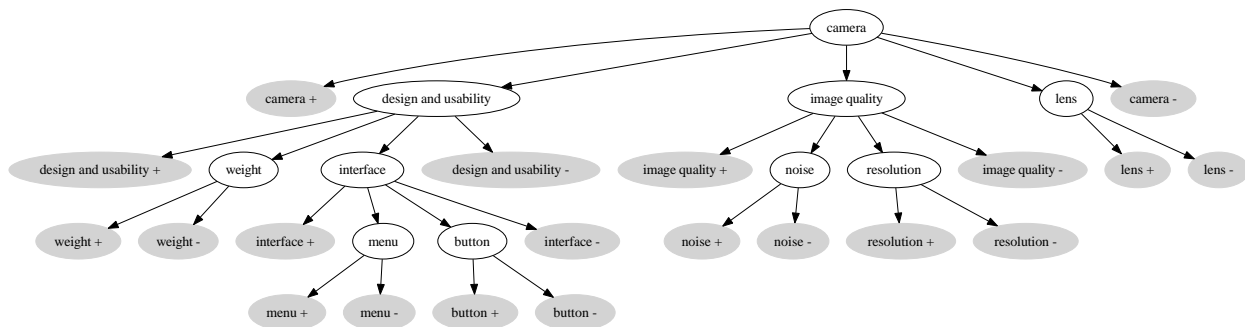 camera
camera +
design and usability
image quality
lens
camera -
design and usability +
weight
interface
design and usability -
image quality +
noise
resolution
image quality -
lens +
lens -
weight +
weight -
interface +
menu
button
interface -
noise +
noise -
resolution +
resolution -
menu +
menu -
button +
button -